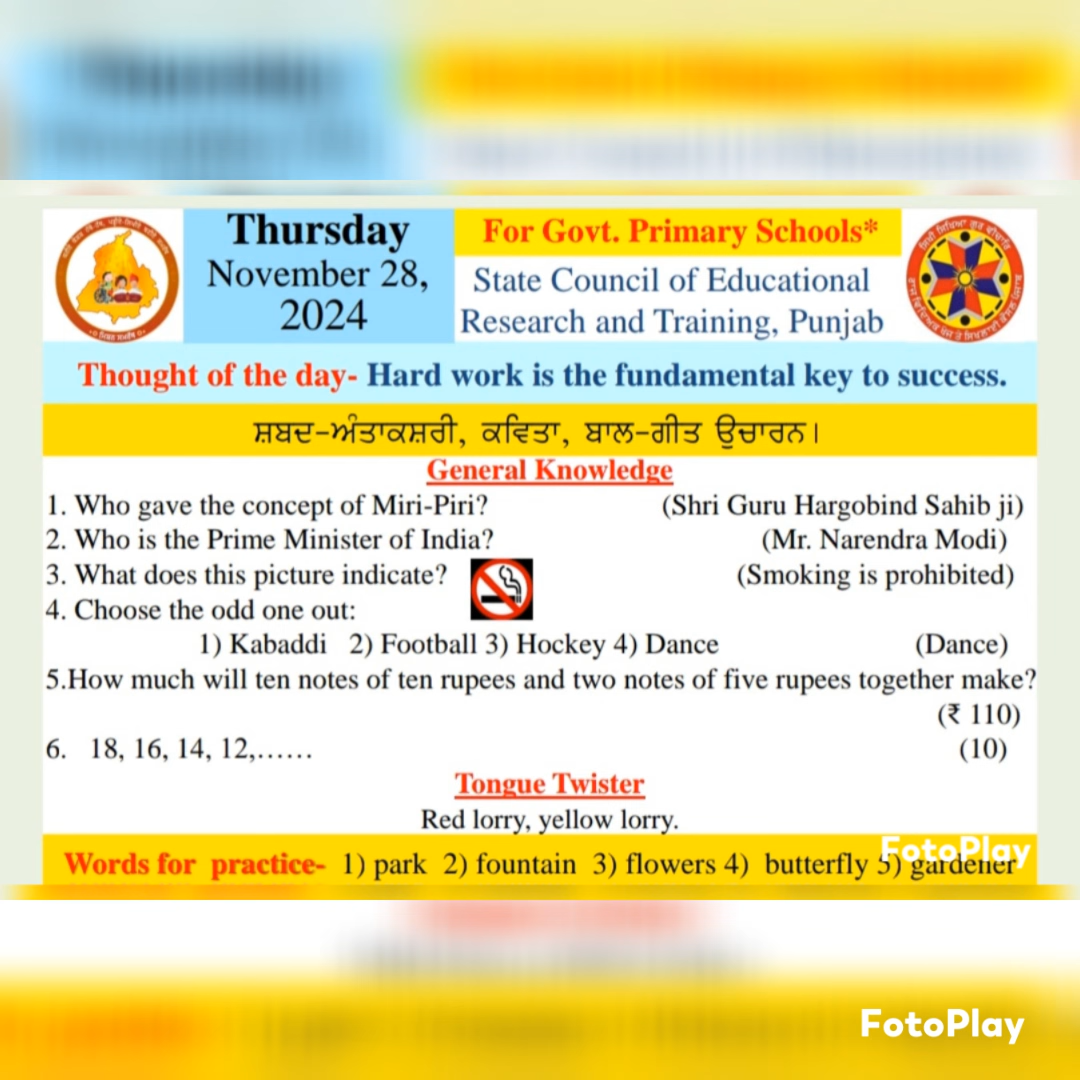 Thursday
November 28,
2024
For Govt. Primary Schools*
State Council of Educational
Research and Training, Punjab
Thought of the day- Hard work is the fundamental key to success.
ਸ਼ਬਦ-ਅੰਤਾਕਸ਼ਰੀ, ਕਵਿਤਾ, ਬਾਲ-ਗੀਤ ਉਚਾਰਨ।
General Knowledge
1. Who gave the concept of Miri-Piri? (Shri Guru Hargobind Sahib ji)
2. Who is the Prime Minister of India? (Mr. Narendra Modi)
3. What does this picture indicate? (Smoking is prohibited)
4. Choose the odd one out:
1) Kabaddi 2) Football 3) Hockey 4) Dance (Dance)
5.How much will ten notes of ten rupees and two notes of five rupees together make?
(₹ 110)
6. 18, 16, 14, 12,...... (10)
Tongue Twister
Red lorry, yellow lorry.
Words for practice- 1) park 2) fountain 3) flowers 4) butterfly 5) gardener
FotoPlay
FotoPlay